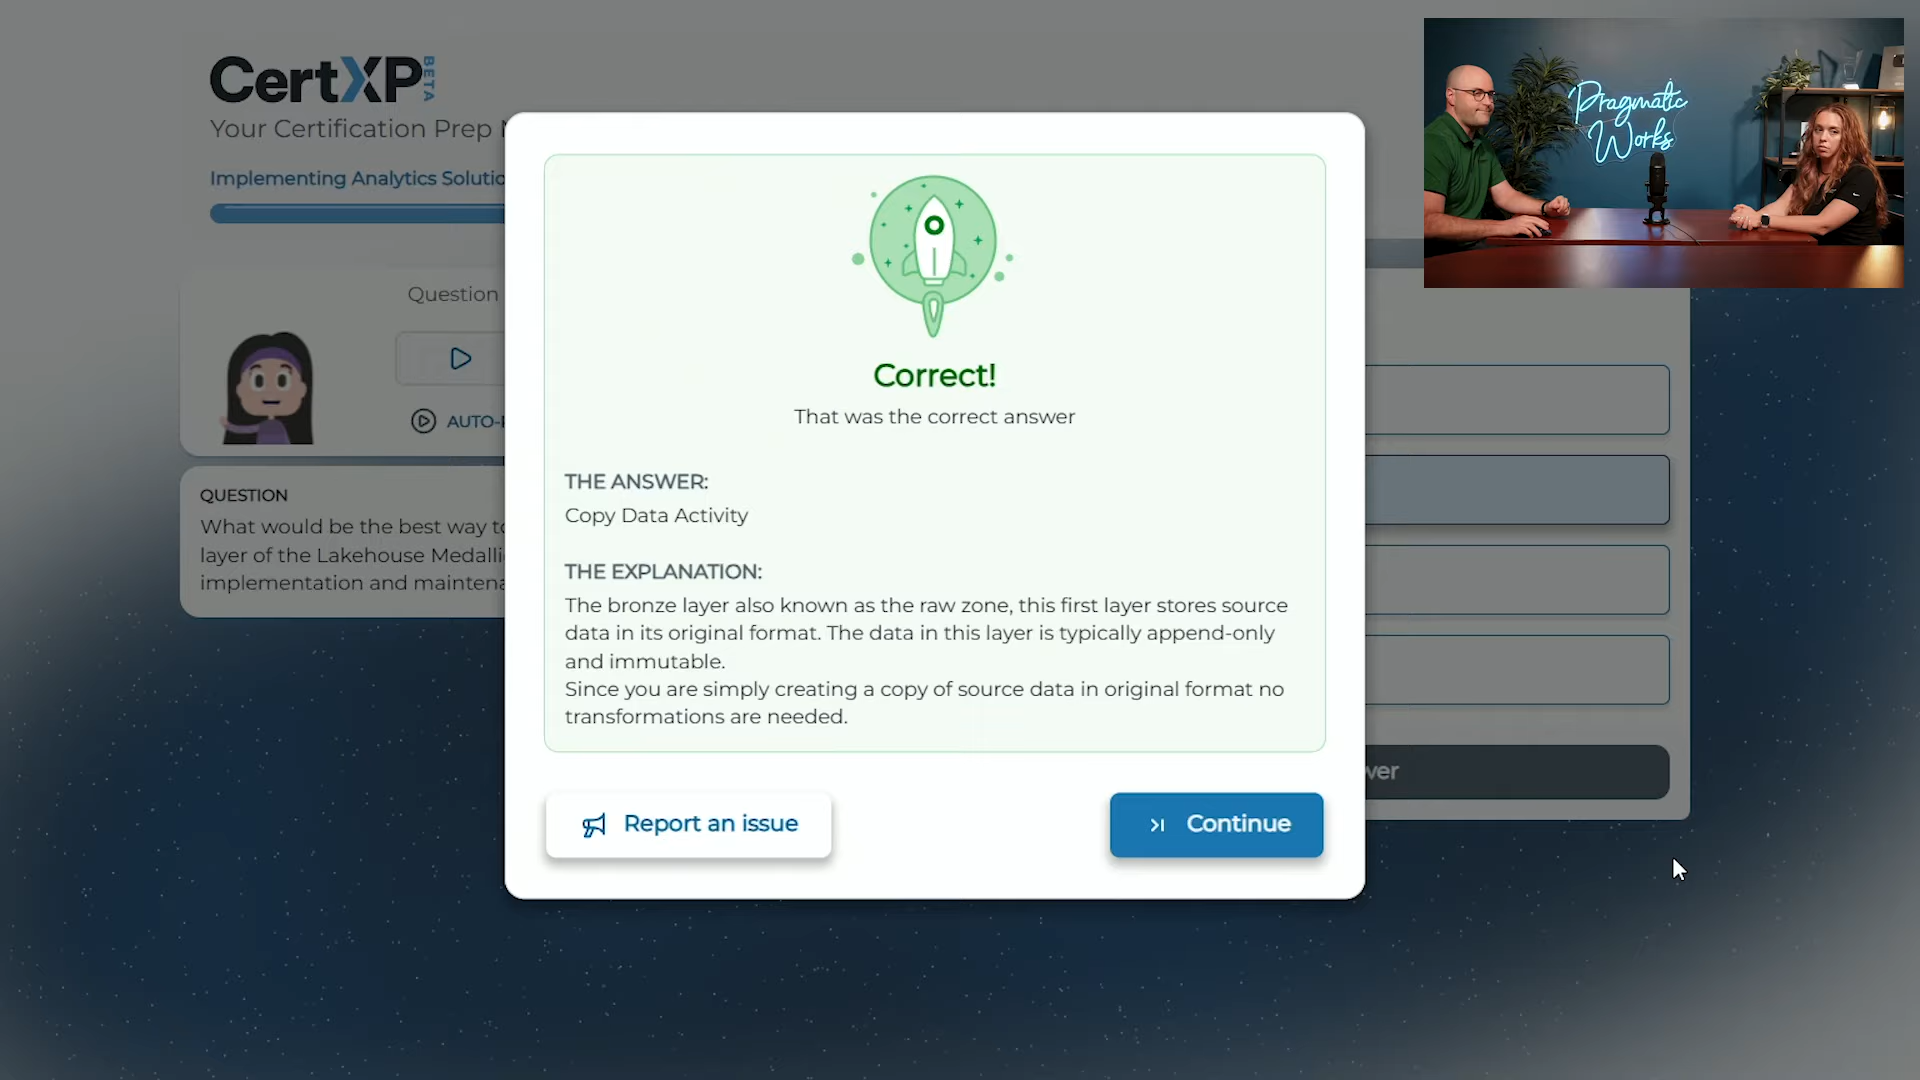 CertXP BETA
Your Certification Prep
Implementing Analytics
Question
AUTO-
QUESTION
What would be the best way to
layer of the Lakehouse
implementation and
Correct!
That was the correct answer
THE ANSWER:
Copy Data Activity
THE EXPLANATION:
The bronze layer also known as the raw zone, this first layer stores source
data in its original format. The data in this layer is typically append-only
and immutable.
Since you are simply creating a copy of source data in original format no
transformations are needed.
Report an issue
Continue
Pragmatic
Works